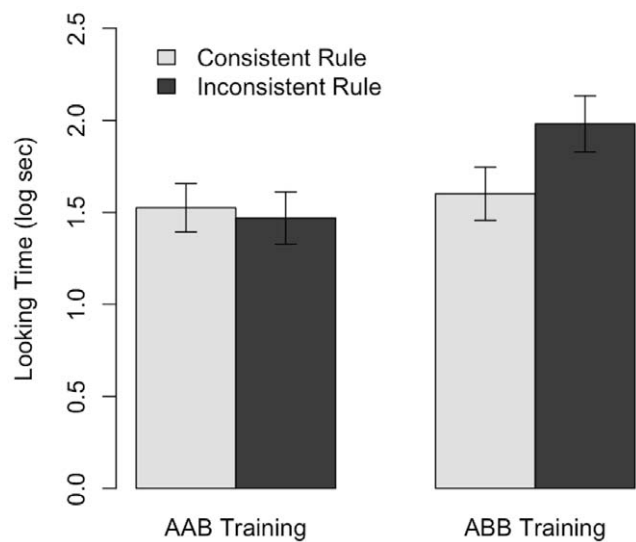 2.5
2.0
1.5
1.0
0.5
0.0
Looking Time (log sec)
Consistent Rule
Inconsistent Rule
AAB Training
ABB Training